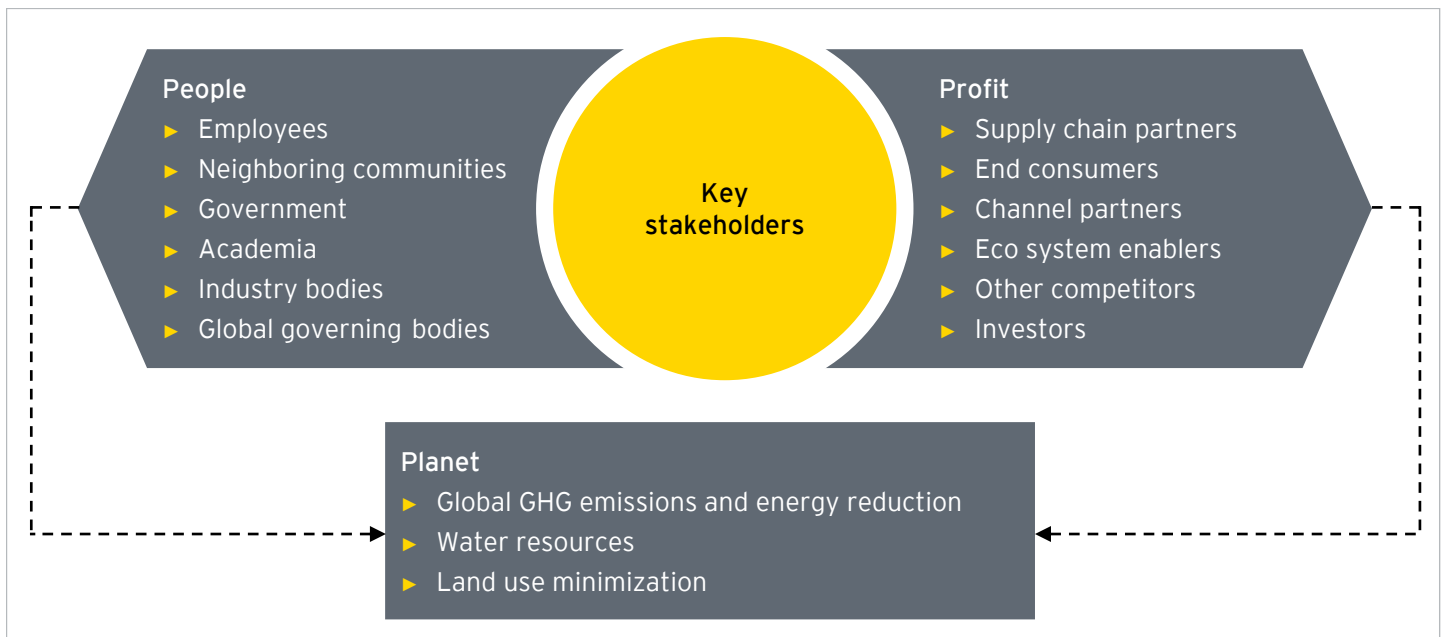 People
► Employees
► Neighboring communities
► Government
► Academia
► Industry bodies
► Global governing bodies
Key
stakeholders
Profit
► Supply chain partners
► End consumers
► Channel partners
► Eco system enablers
► Other competitors
► Investors
Planet
► Global GHG emissions and energy reduction
► Water resources
► Land use minimization